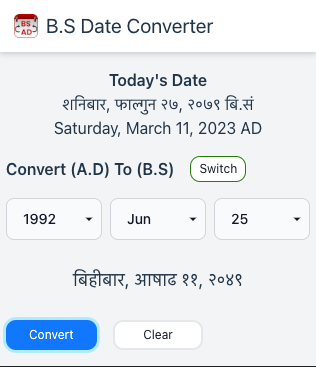 BS
AD
B.S Date Converter
Today's Date
शनिबार, फाल्गुन २७, २०७९ बि.सं
Saturday, March 11, 2023 AD
Convert (A.D) To (B.S)
Switch
1992
Jun
25
बिहीबार, आषाढ ११, २०४९
Convert
Clear